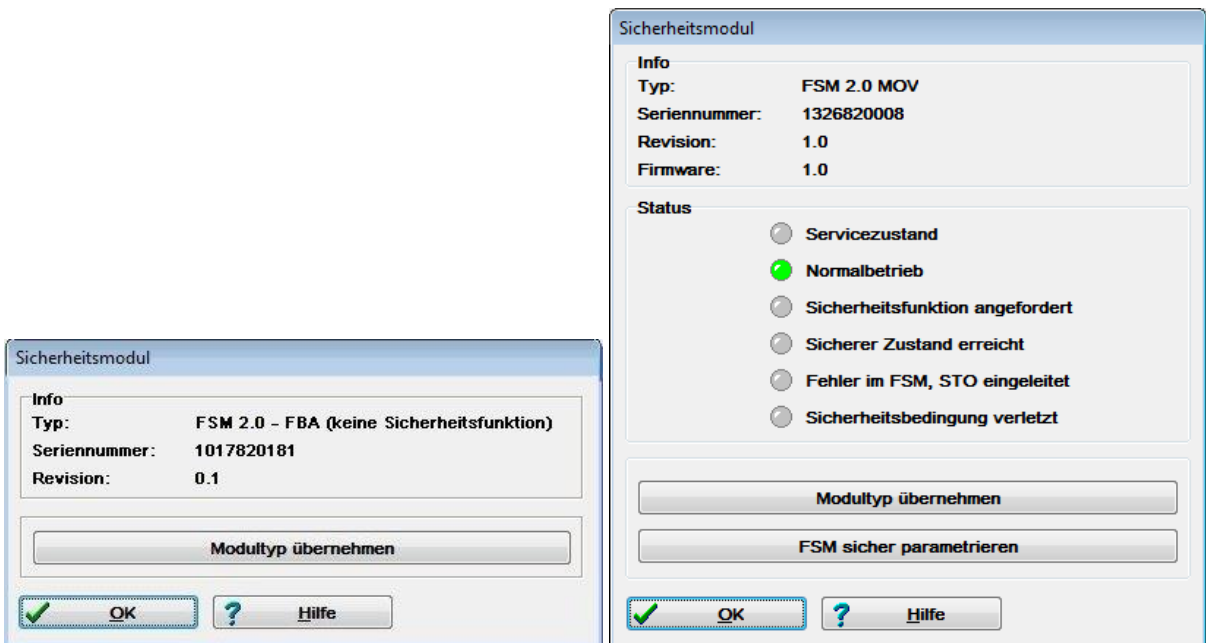 Sicherheitsmodul
Info
Typ: FSM 2.0 - FBA (keine Sicherheitsfunktion)
Seriennummer: 1017820181
Revision: 0.1
Modultyp übernehmen
OK
Hilfe
Sicherheitsmodul
Info
Typ: FSM 2.0 MOV
Seriennummer: 1326820008
Revision: 1.0
Firmware: 1.0
Status
Servicezustand
Normalbetrieb
Sicherheitsfunktion angefordert
Sicherer Zustand erreicht
Fehler im FSM, STO eingeleitet
Sicherheitsbedingung verletzt
Modultyp übernehmen
FSM sicher parametrieren
OK
Hilfe